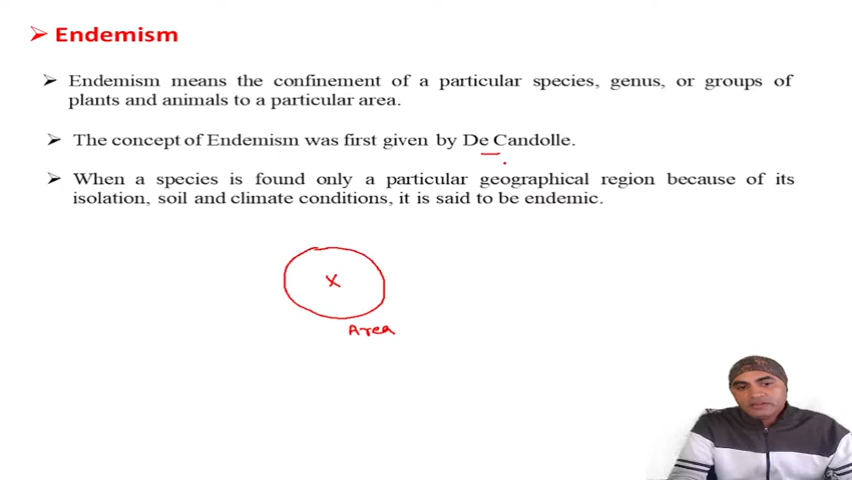 Endemism
Endemism means the confinement of a particular species, genus, or groups of
plants and animals to a particular area.
The concept of Endemism was first given by De Candolle.
When a species is found only a particular geographical region because of its
isolation, soil and climate conditions, it is said to be endemic.
X
Area